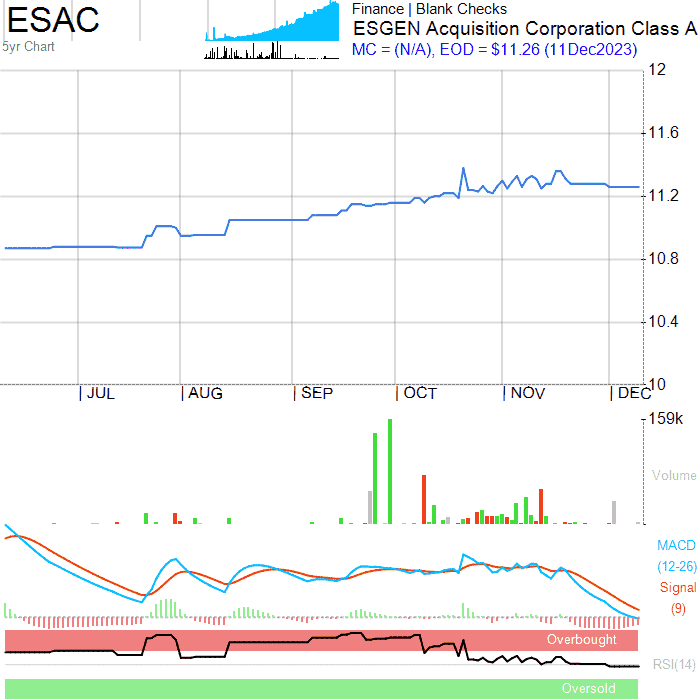 ESAC
5yr Chart
Finance | Blank Checks
ESGEN Acquisition Corporation Class A
MC = (N/A), EOD = $11.26 (11Dec2023)
12
11.6
11.2
10.8
10.4
10
| JUL
| AUG
| SEP
| OCT
| NOV
| DEC
159k
Volume
MACD
(12-26)
Signal
(9)
Overbought
RSI(14)
Oversold